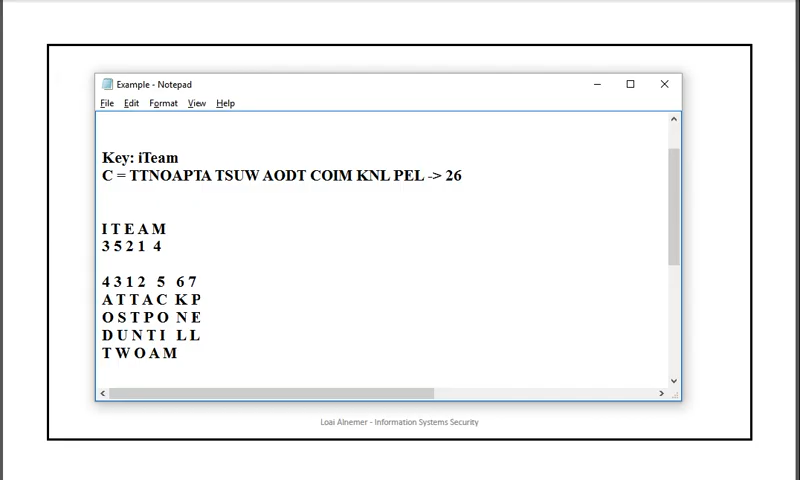 Example - Notepad
File Edit Format View Help
Key: iTeam
C = TTNOAPTA TSUW AODT COIM KNL PEL -> 26
I T E A M
3 5 2 1 4
4 3 1 2 5 6 7
A T T A C K P
O S T P O N E
D U N T I L L
T W O A M
Loai Alnemer - Information Systems Security